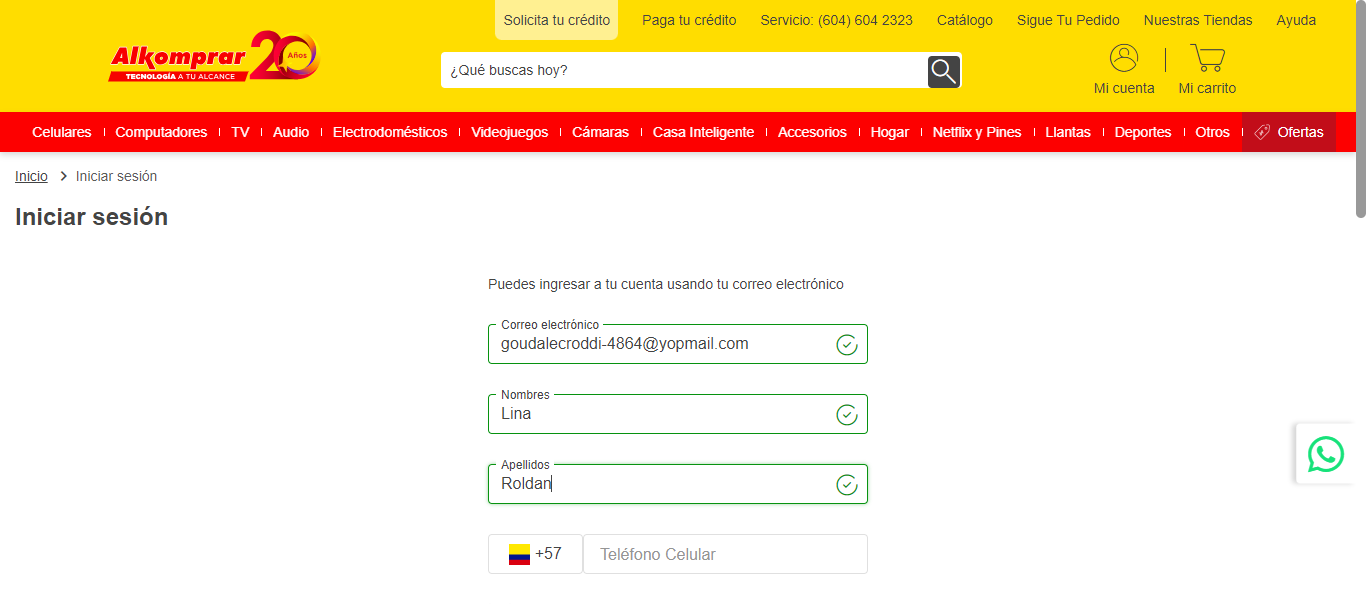 Solicita tu crédito Paga tu crédito Servicio: (604) 604 2323 Catálogo Sigue Tu Pedido Nuestras Tiendas Ayuda
Alkomprar 20 Años
TECNOLOGÍA A TU ALCANCE
¿Qué buscas hoy?
Mi cuenta Mi carrito
Celulares Computadores TV Audio Electrodomésticos Videojuegos Cámaras Casa Inteligente Accesorios Hogar Netflix y Pines Llantas Deportes Otros Ofertas
Inicio Iniciar sesión
Iniciar sesión
Puedes ingresar a tu cuenta usando tu correo electrónico
Correo electrónico
goudalecroddi-4864@yopmail.com
Nombres
Lina
Apellidos
Roldan
+57 Teléfono Celular